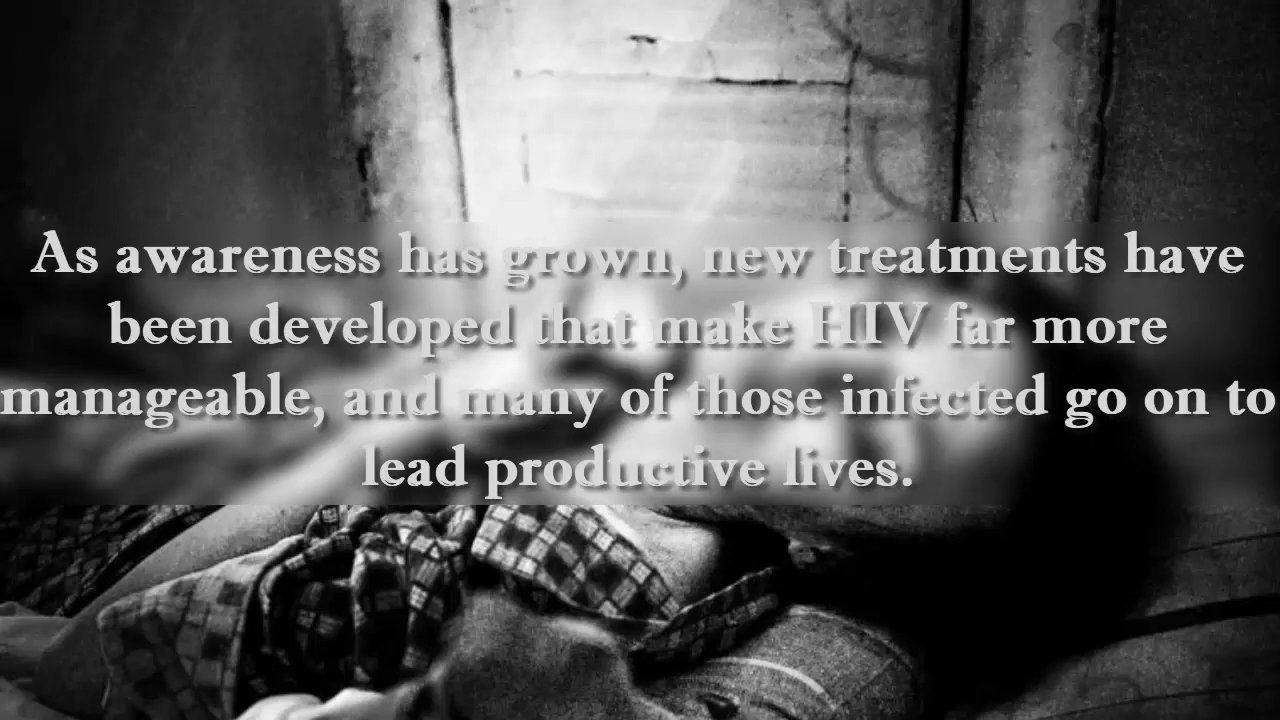 As awareness has grown, new treatments have
been developed that make HIV far more
manageable, and many of those infected go on to
lead productive lives.